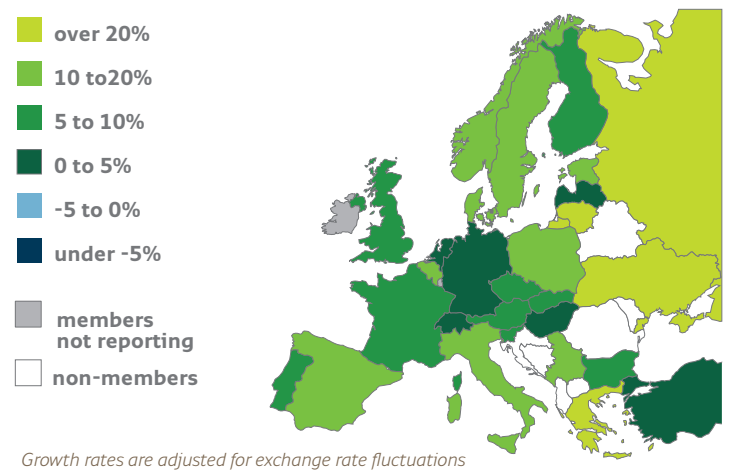 over 20%
10 to20%
5 to 10%
0 to 5%
-5 to 0%
under -5%
members
not reporting
non-members
Growth rates are adjusted for exchange rate fluctuations